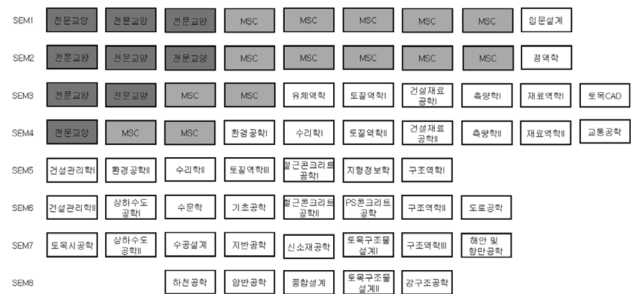 SEM1 전문교양 전문교양 전문교양 MSC MSC MSC MSC MSC 입문설계
SEM2 전문교양 전문교양 전문교양 MSC MSC MSC MSC MSC 정역학
SEM3 전문교양 전문교양 MSC MSC 유체역학 토질역학I 건설재료공학I 측량학I 재료역학I 토목CAD
SEM4 전문교양 MSC MSC 환경공학I 수리학I 토질역학II 건설재료공학II 측량학II 재료역학II 교통공학
SEM5 건설관리학I 환경공학II 수리학II 토질역학III 철근콘크리트공학I 지형정보학 구조역학I
SEM6 건설관리학II 상하수도공학I 수문학 기초공학 철근콘크리트공학II PS콘크리트공학 구조역학II 도로공학
SEM7 토목시공학 상하수도공학II 수공설계 지반공학 신소재공학 토목구조물설계I 구조역학III 해안 및 항만공학
SEM8 하천공학 암반공학 종합설계 토목구조물설계II 강구조공학